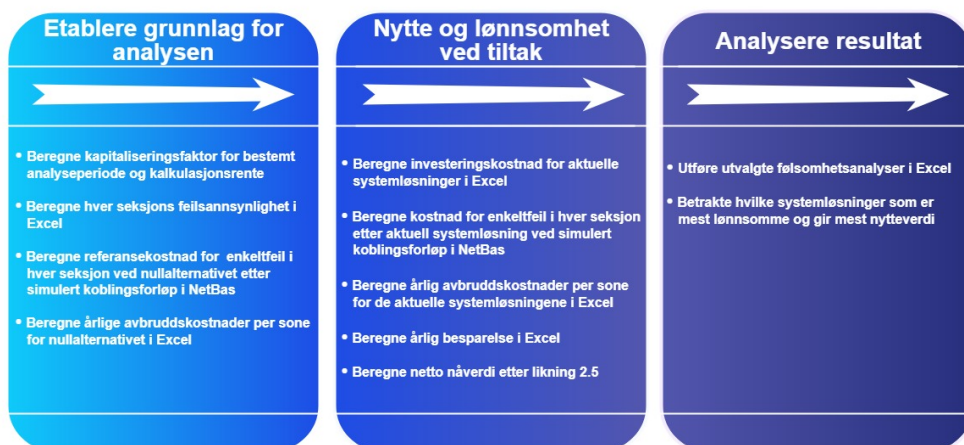 Etablere grunnlag for
analysen
• Beregne kapitaliseringsfaktor for bestemt
analyseperiode og kalkulasjonsrente
• Beregne hver seksjons feilsannsynlighet i
Excel
• Beregne referansekostnad for enkeltfeil i
hver seksjon ved nullalternativet etter
simulert koblingsforløp i NetBas
• Beregne årlige avbruddskostnader per sone
for nullalternativet i Excel
Nytte og lønnsomhet
ved tiltak
• Beregne investeringskostnad for aktuelle
systemløsninger i Excel
• Beregne kostnad for enkeltfeil i hver seksjon
etter aktuell systemløsning ved simulert
koblingsforløp i NetBas
• Beregne årlig avbruddskostnader per sone
for de aktuelle systemløsningene i Excel
• Beregne årlig besparelse i Excel
• Beregne netto nåverdi etter likning 2.5
Analysere resultat
• Utføre utvalgte følsomhetsanalyser i Excel
• Betrakte hvilke systemløsninger som er
mest lønnsomme og gir mest nytteverdi